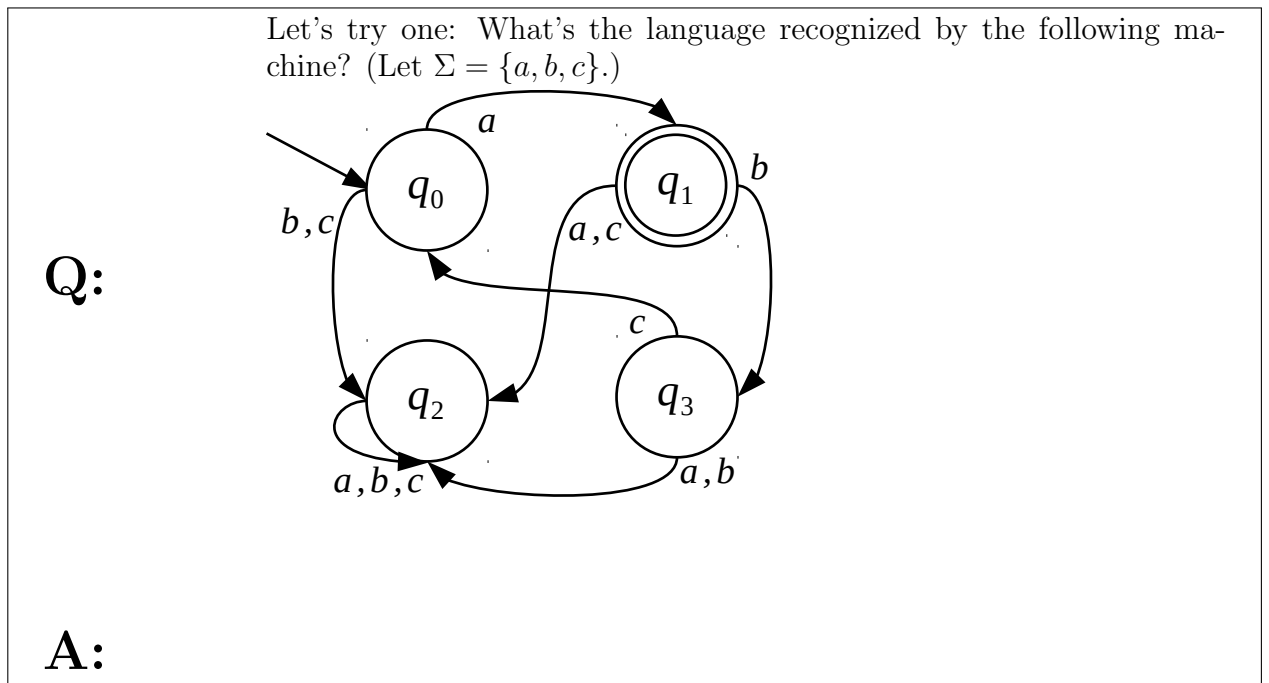 Let's try one: What's the language recognized by the following ma-
chine? (Let Σ = {a, b, c}.)
a
q₀
q₁
b
b,c
a,c
Q:
c
q₂
q₃
a,b,c
a,b
A: